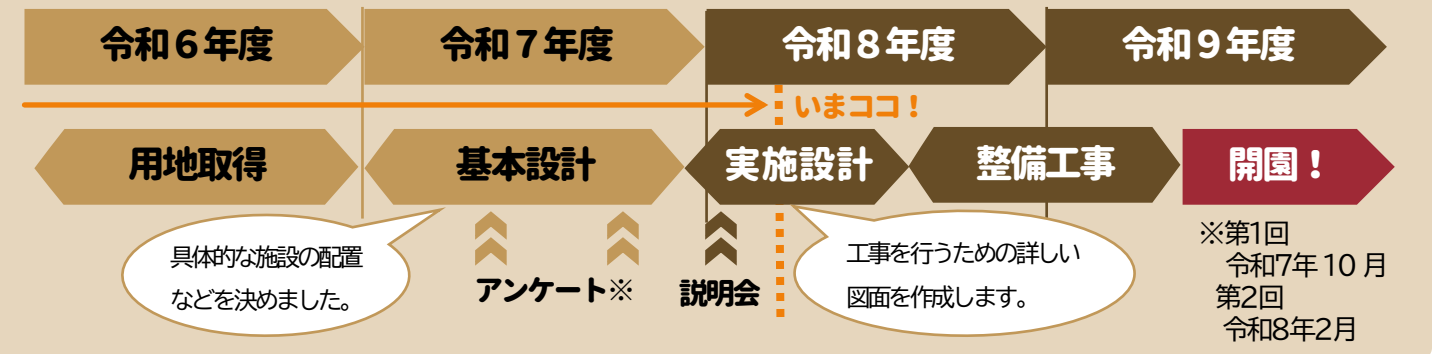 令和6年度
令和7年度
令和8年度
令和9年度
いまココ！
用地取得
基本設計
実施設計
整備工事
開園！
具体的な施設の配置
などを決めました。
アンケート※
説明会
工事を行うための詳しい
図面を作成します。
※第1回
令和7年10月
第2回
令和8年2月